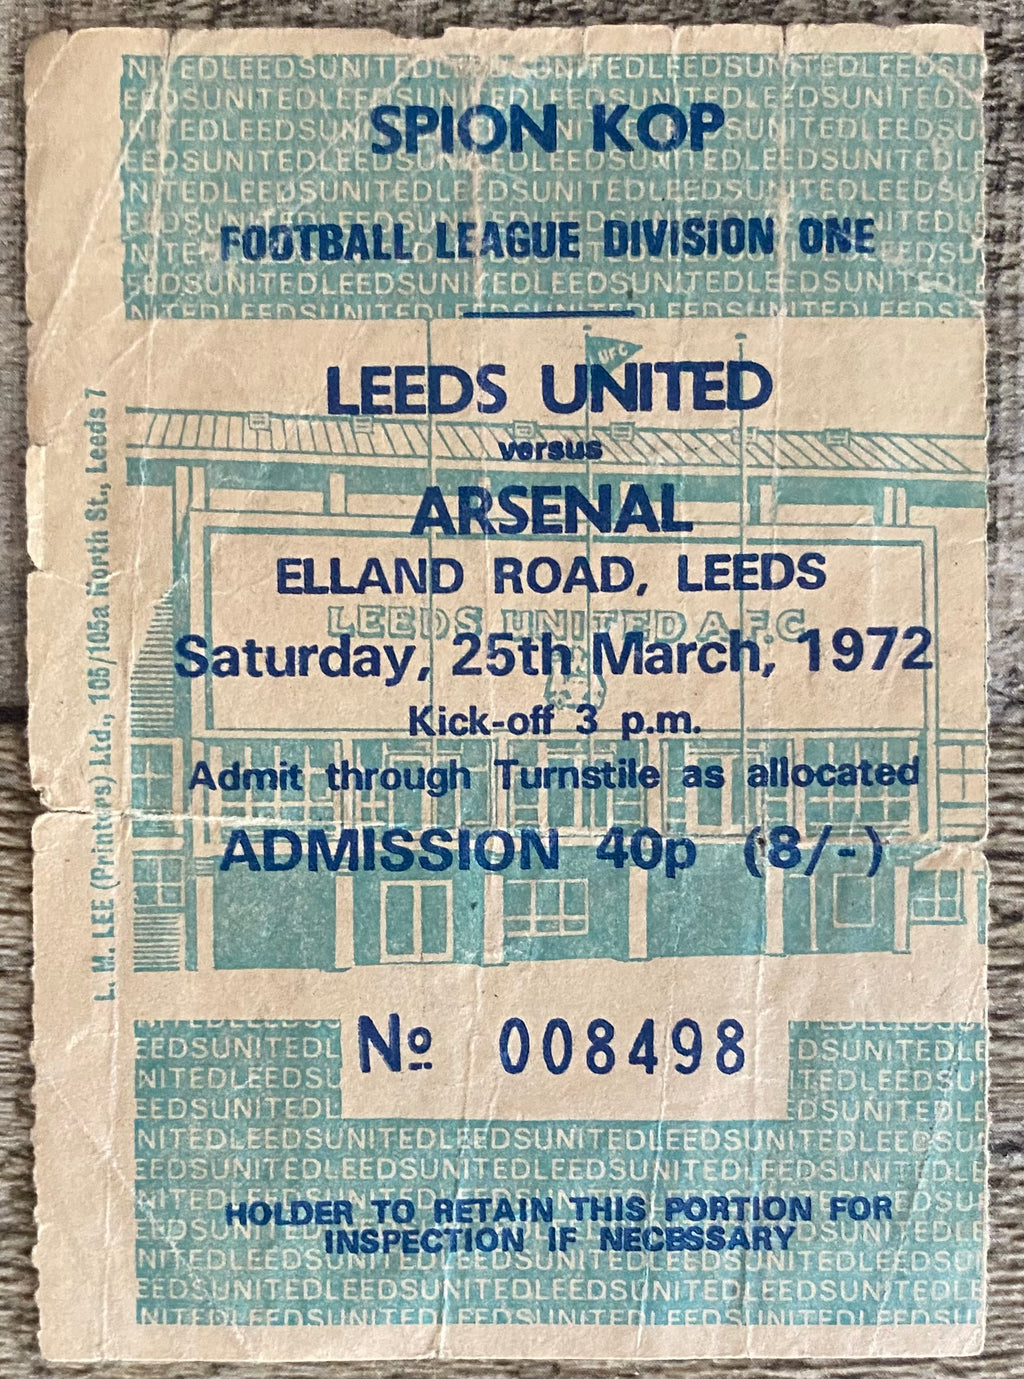 SPION KOP
FOOTBALL LEAGUE DIVISION ONE
UFC
LEEDS UNITED
versus
ARSENAL
ELLAND ROAD, LEEDS
LEEDS UNITED A.F.C.
Saturday, 25th March, 1972
Kick-off 3 p.m.
Admit through Turnstile as allocated
ADMISSION 40p (8/-)
Nº 008498
HOLDER TO RETAIN THIS PORTION FOR
INSPECTION IF NECESSARY
L. M. LEE (Printers) Ltd., 105/105a North St., Leeds 7